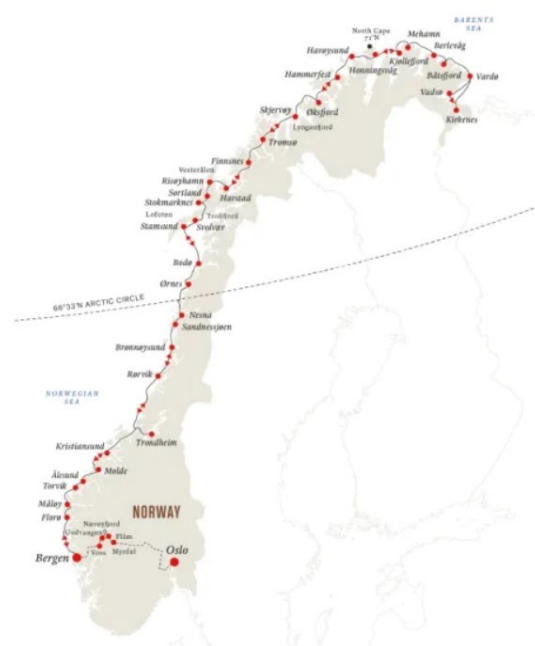 BARENTS
SEA
North Cape
71°N
Mehamn
Berlevåg
Havøysund
Kjøllefjord
Honningsvåg
Båtsfjord
Vardø
Hammerfest
Vadsø
Kirkenes
Skjervøy
Øksfjord
Lyngenfjord
Tromsø
Finnsnes
Vesterålen
Risøyhamn
Harstad
Sortland
Stokmarknes
Lofoten
Trollfjord
Stamsund
Svolvær
Bodø
Ørnes
66°33'N ARCTIC CIRCLE
Nesna
Sandnessjøen
Brønnøysund
Rørvik
NORWEGIAN
SEA
Trondheim
Kristiansund
Molde
Ålesund
Torvik
Måløy
Florø
NORWAY
Nærøyfjord
Gudvangen
Flåm
Voss
Myrdal
Bergen
Oslo